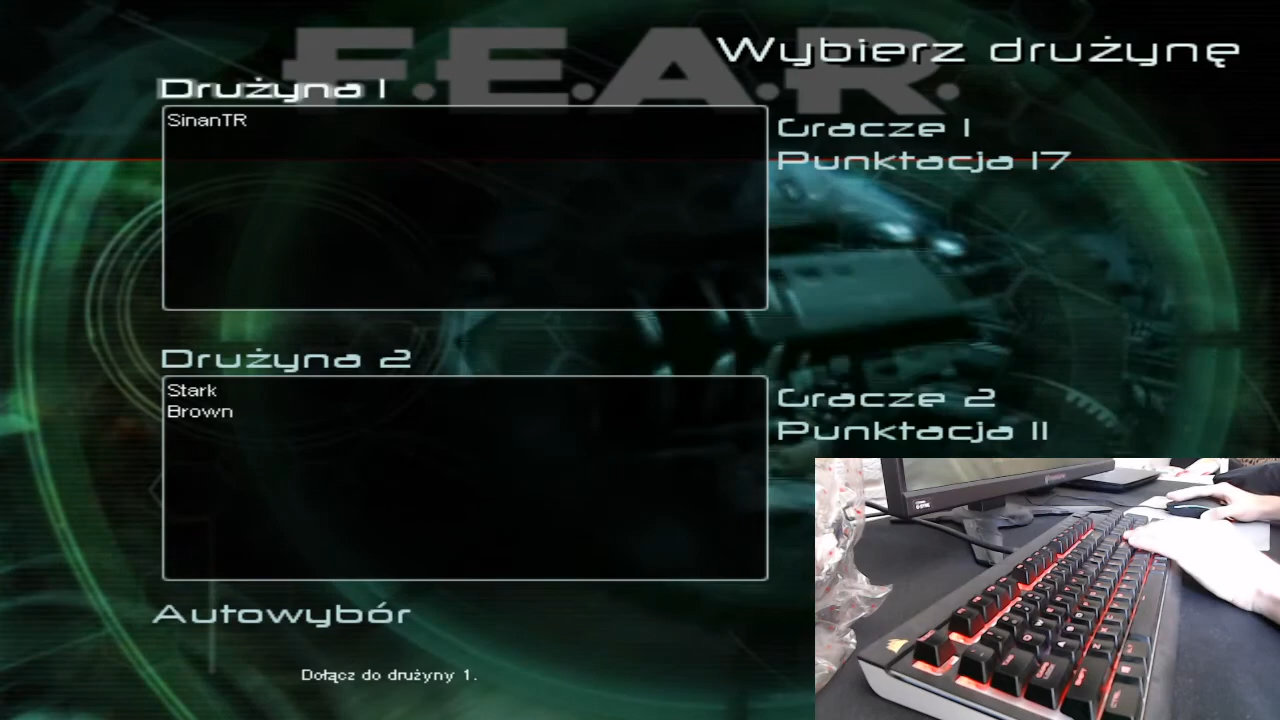 F.E.A.R.
Wybierz drużynę
Drużyna 1
SinanTR
Gracze 1
Punktacja 17
Drużyna 2
Stark
Brown
Gracze 2
Punktacja 11
Autowybór
Dołącz do drużyny 1.